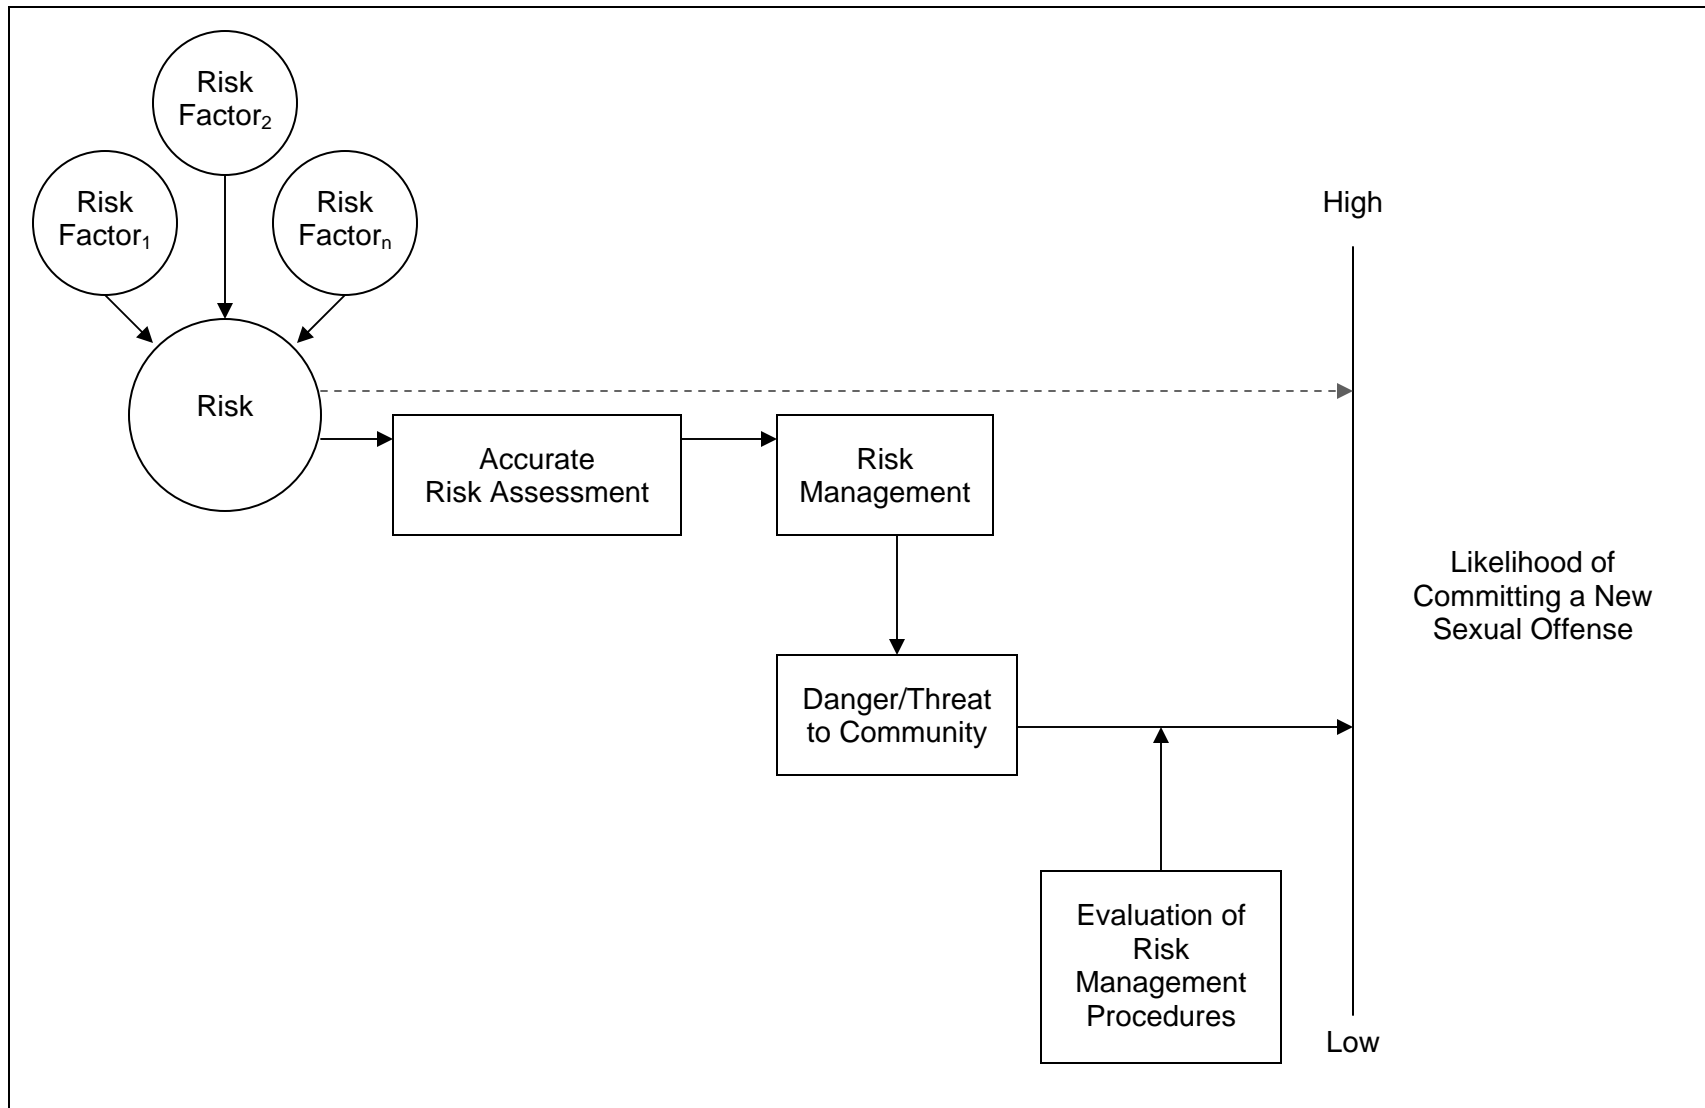 Risk
Factor₂
Risk
Factor₁
Risk
Factorₙ
High
Risk
Accurate
Risk Assessment
Risk
Management
Likelihood of
Committing a New
Sexual Offense
Danger/Threat
to Community
Evaluation of
Risk
Management
Procedures
Low